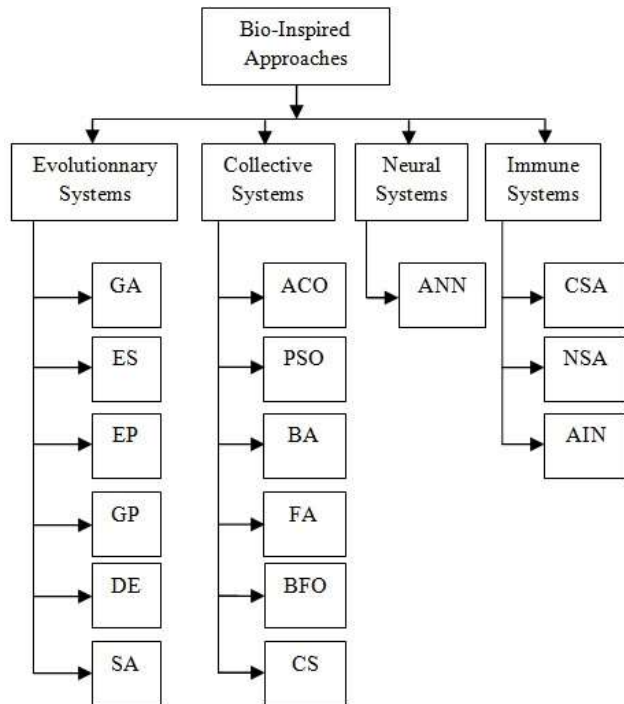 Bio-Inspired
Approaches
Evolutionnary
Systems
Collective
Systems
Neural
Systems
Immune
Systems
GA
ES
EP
GP
DE
SA
ACO
PSO
BA
FA
BFO
CS
ANN
CSA
NSA
AIN